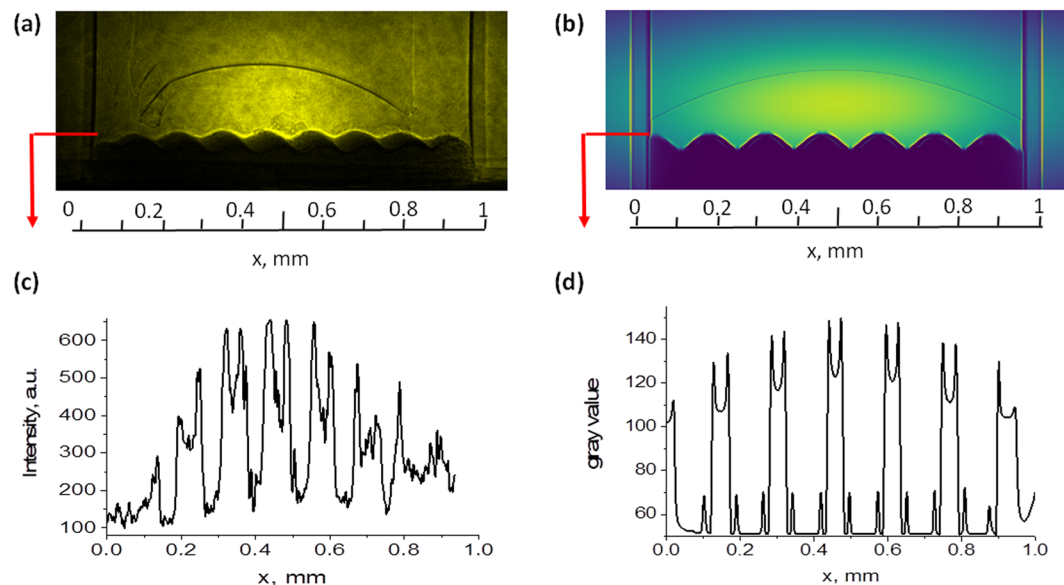 (a)
(b)
0 0.2 0.4 0.6 0.8 1
x, mm
0 0.2 0.4 0.6 0.8 1
x, mm
(c)
(d)
600
500
400
300
200
100
Intensity, a.u.
0.0 0.2 0.4 0.6 0.8 1.0
x, mm
140
120
100
80
60
gray value
0.0 0.2 0.4 0.6 0.8 1.0
x, mm